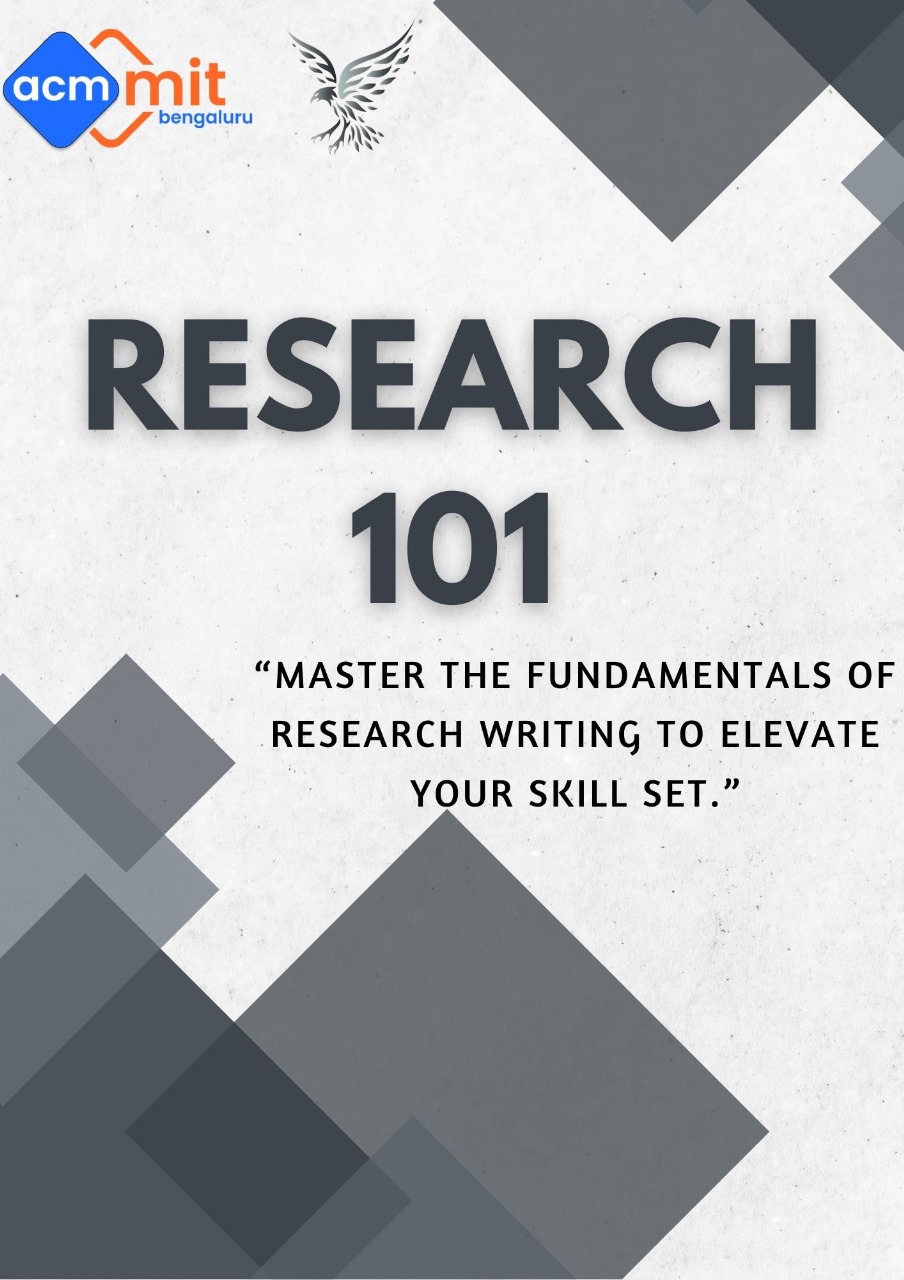 acm mit
bengaluru
RESEARCH
101
“MASTER THE FUNDAMENTALS OF
RESEARCH WRITING TO ELEVATE
YOUR SKILL SET.”